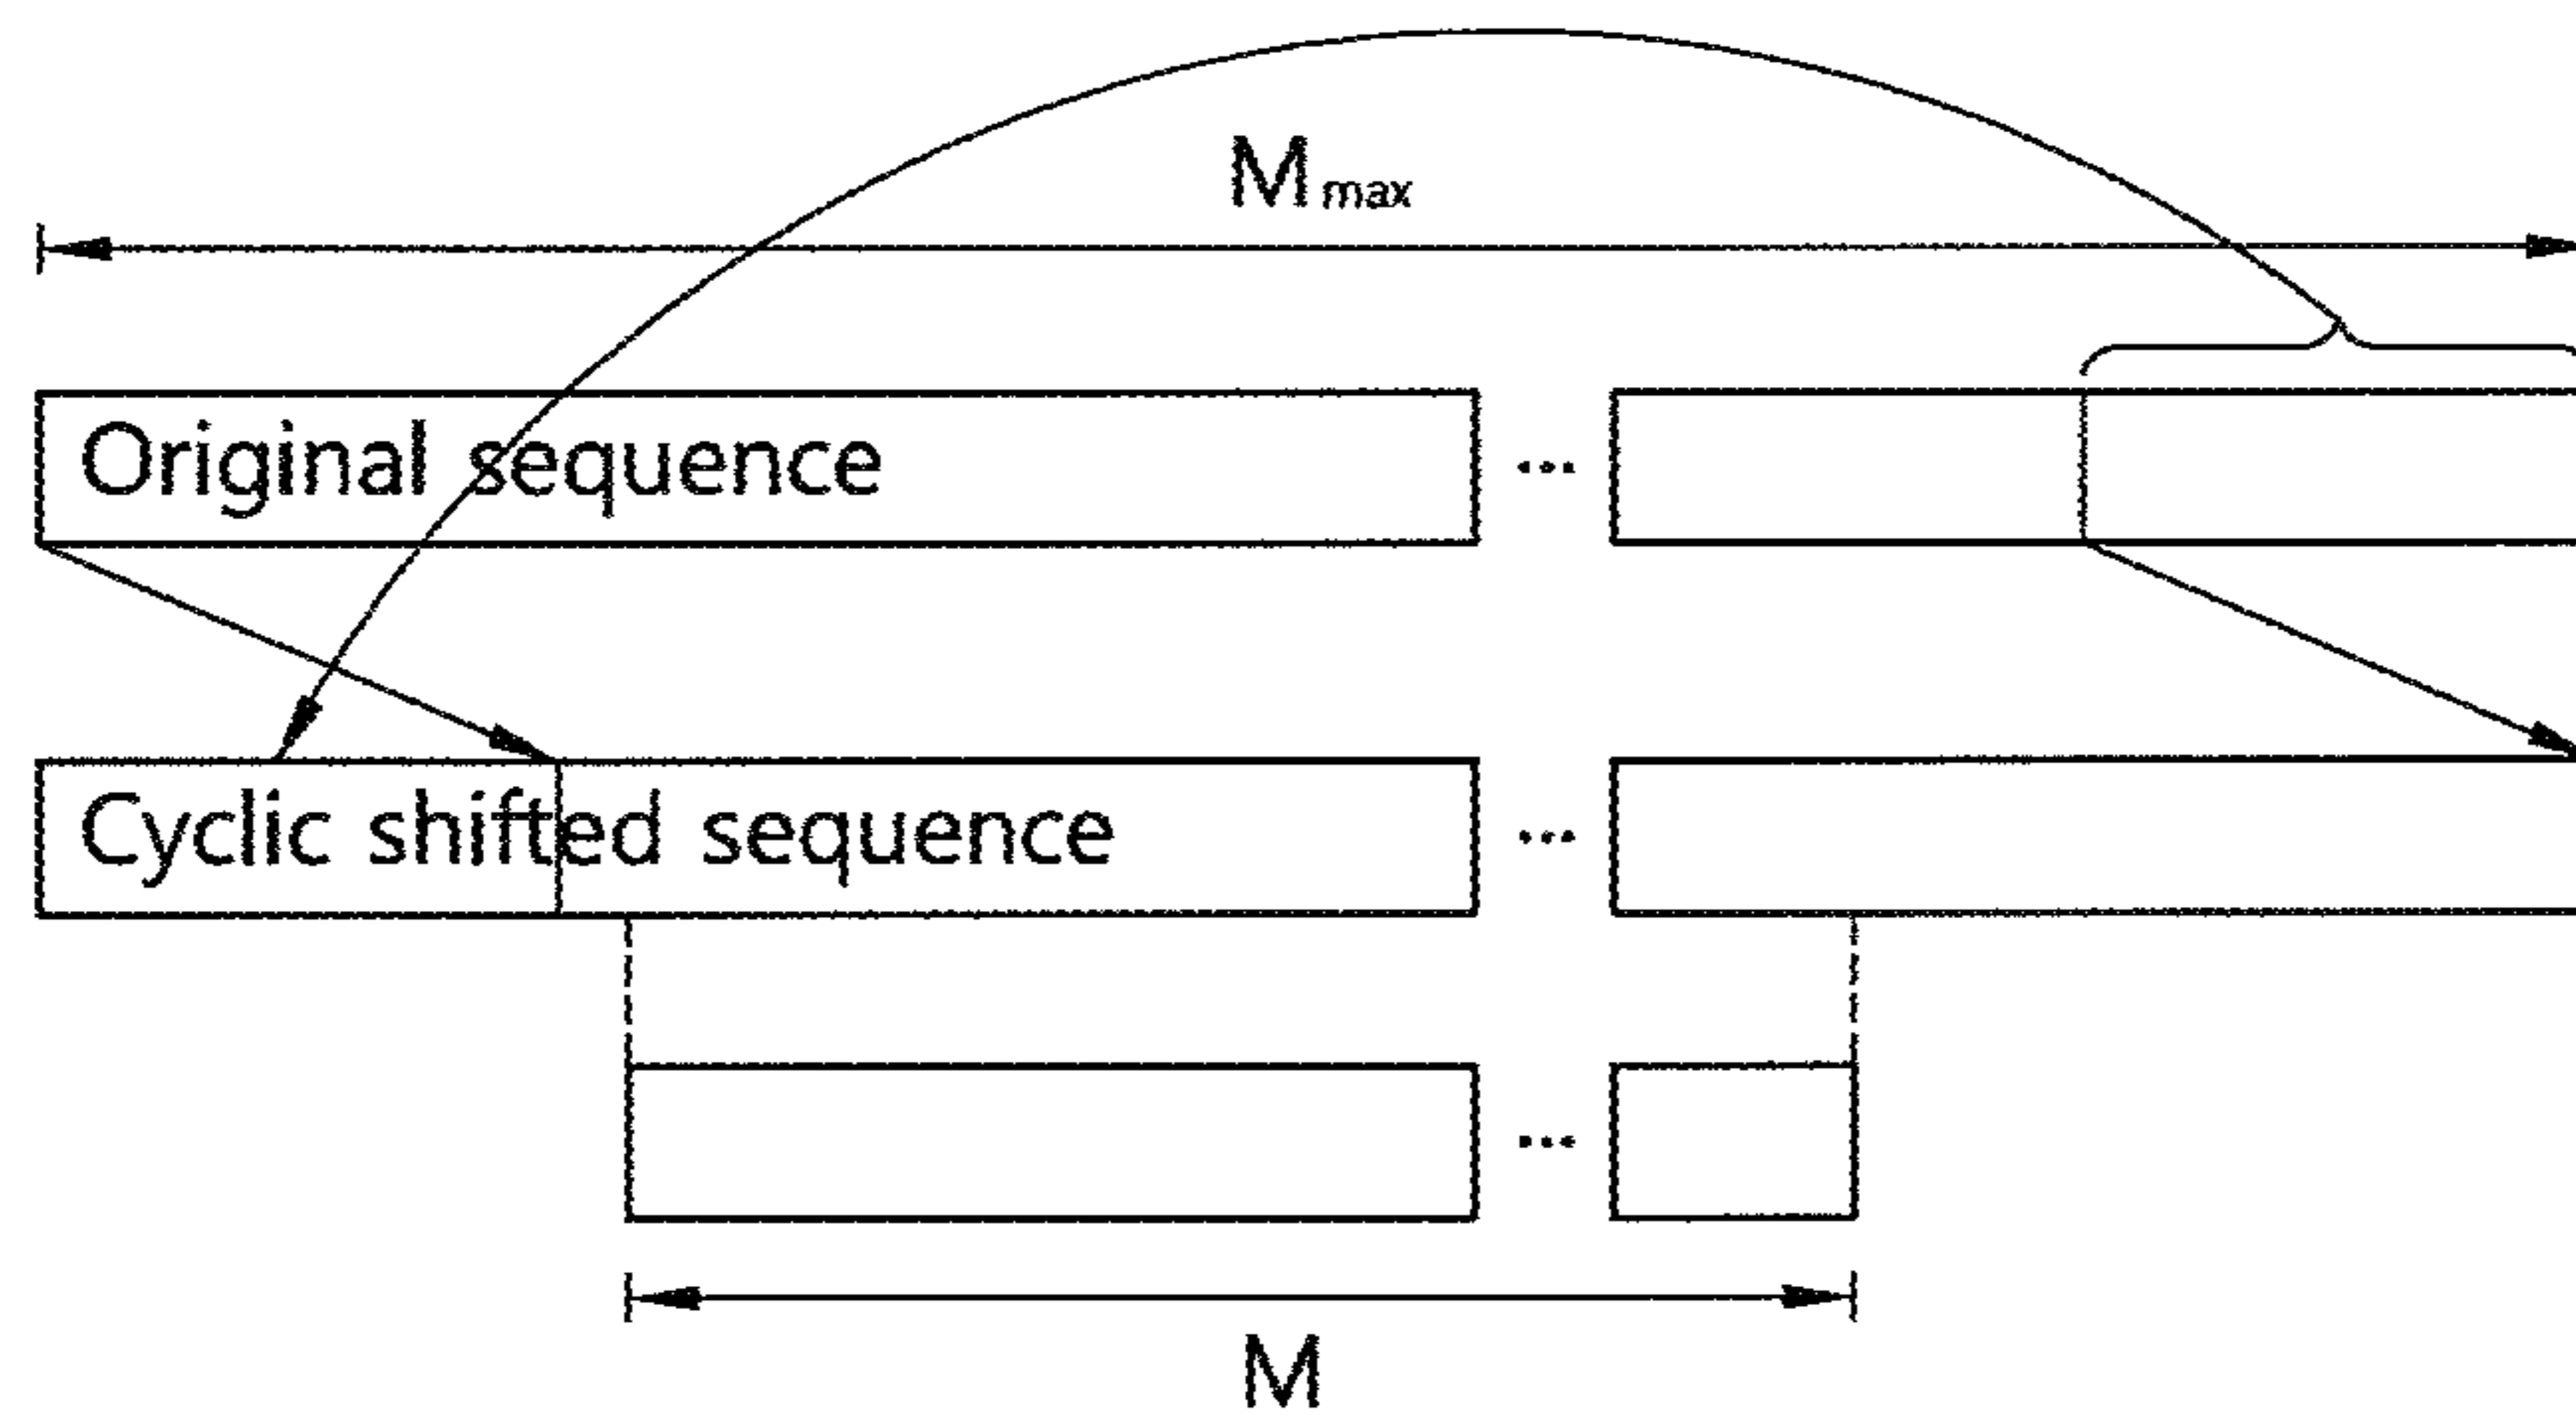 Mmax
Original sequence ...
Cyclic shifted sequence ...
...
M